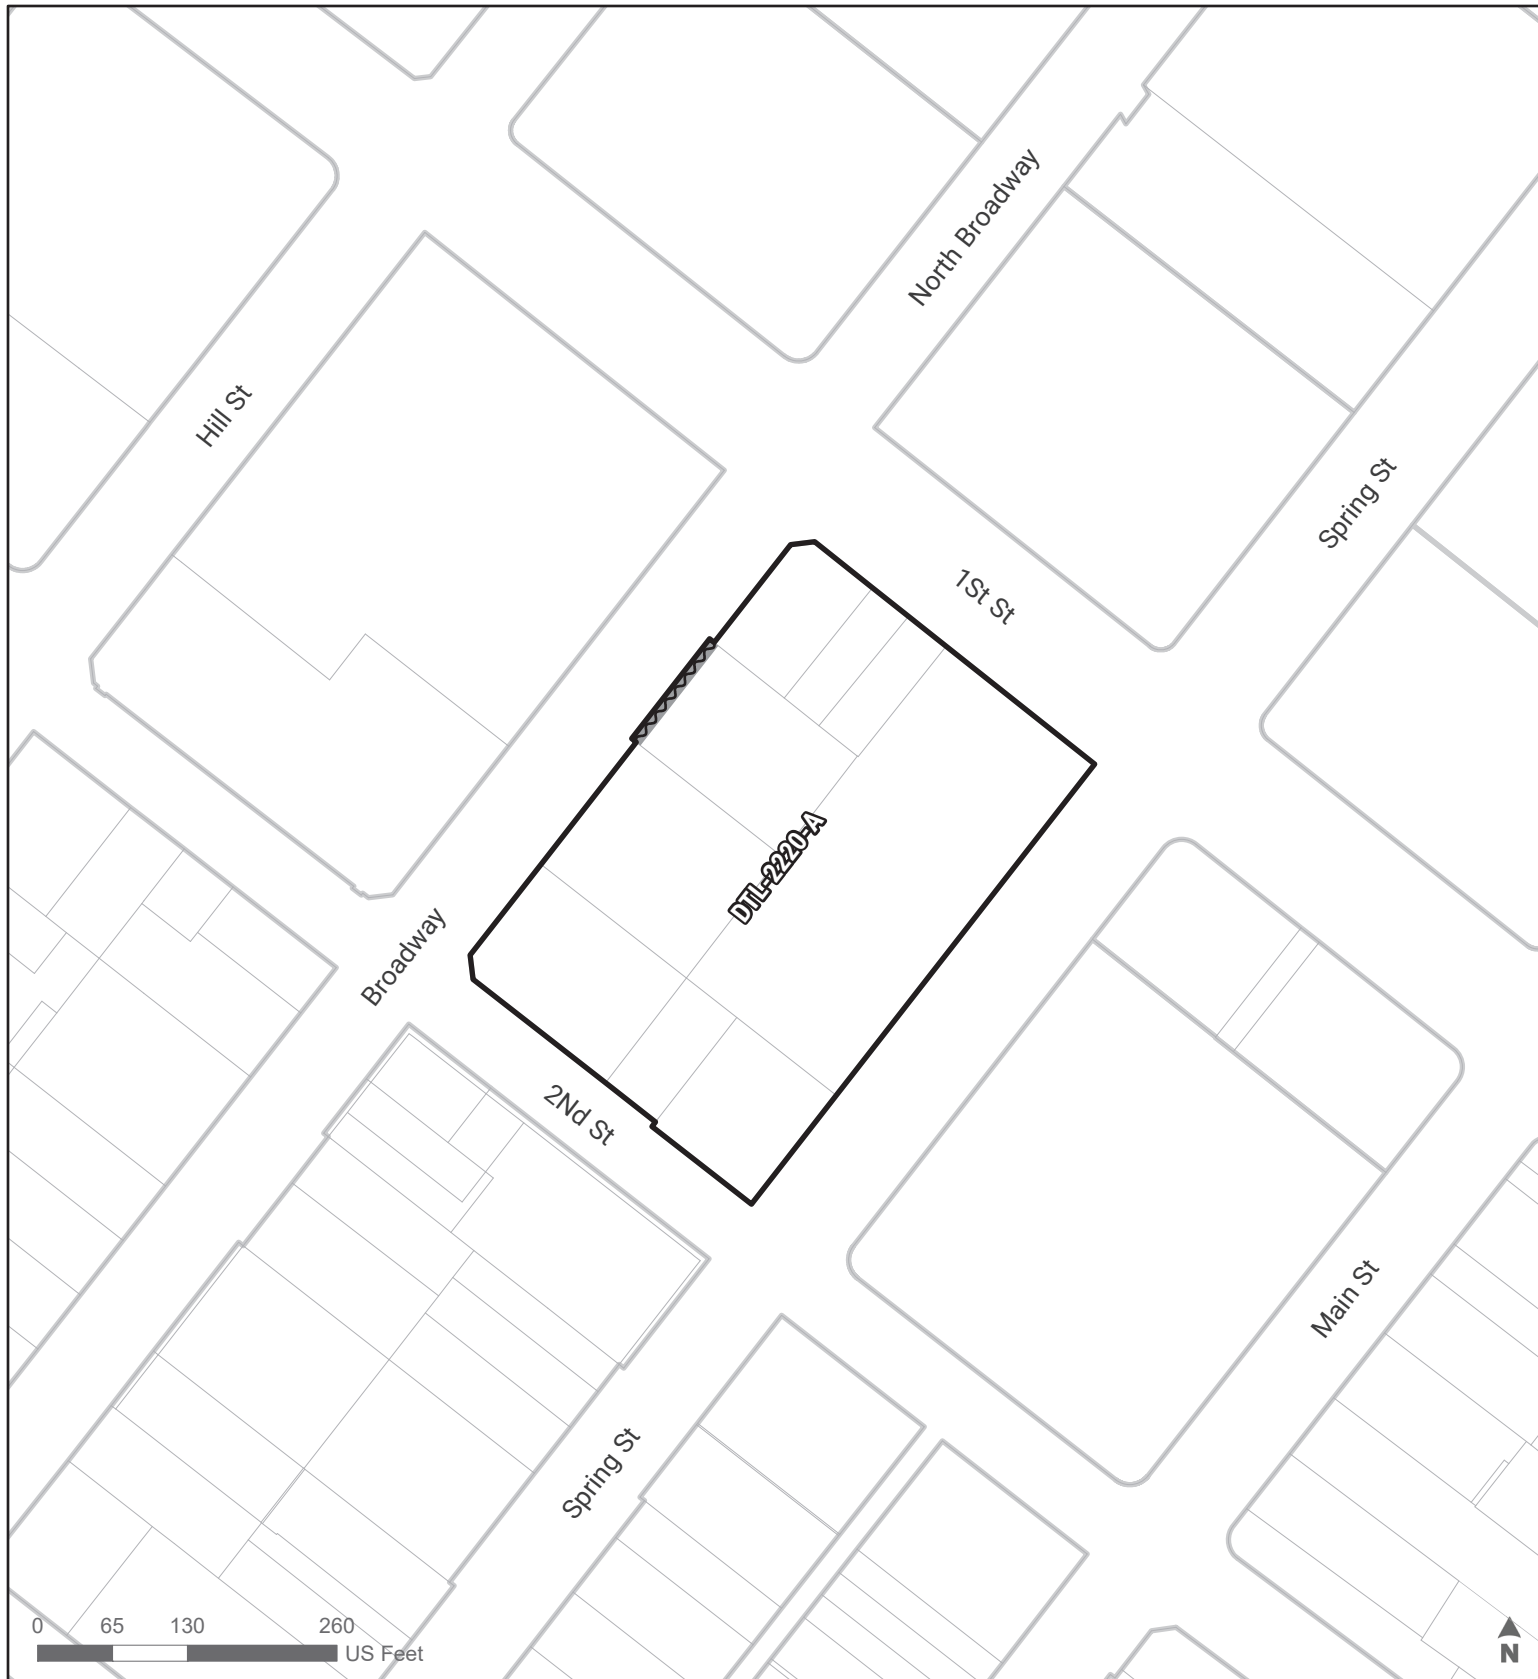 North Broadway
Hill St
Spring St
1St St
DTL-2220-A
Broadway
2Nd St
Main St
Spring St
0 65 130 260
US Feet
N